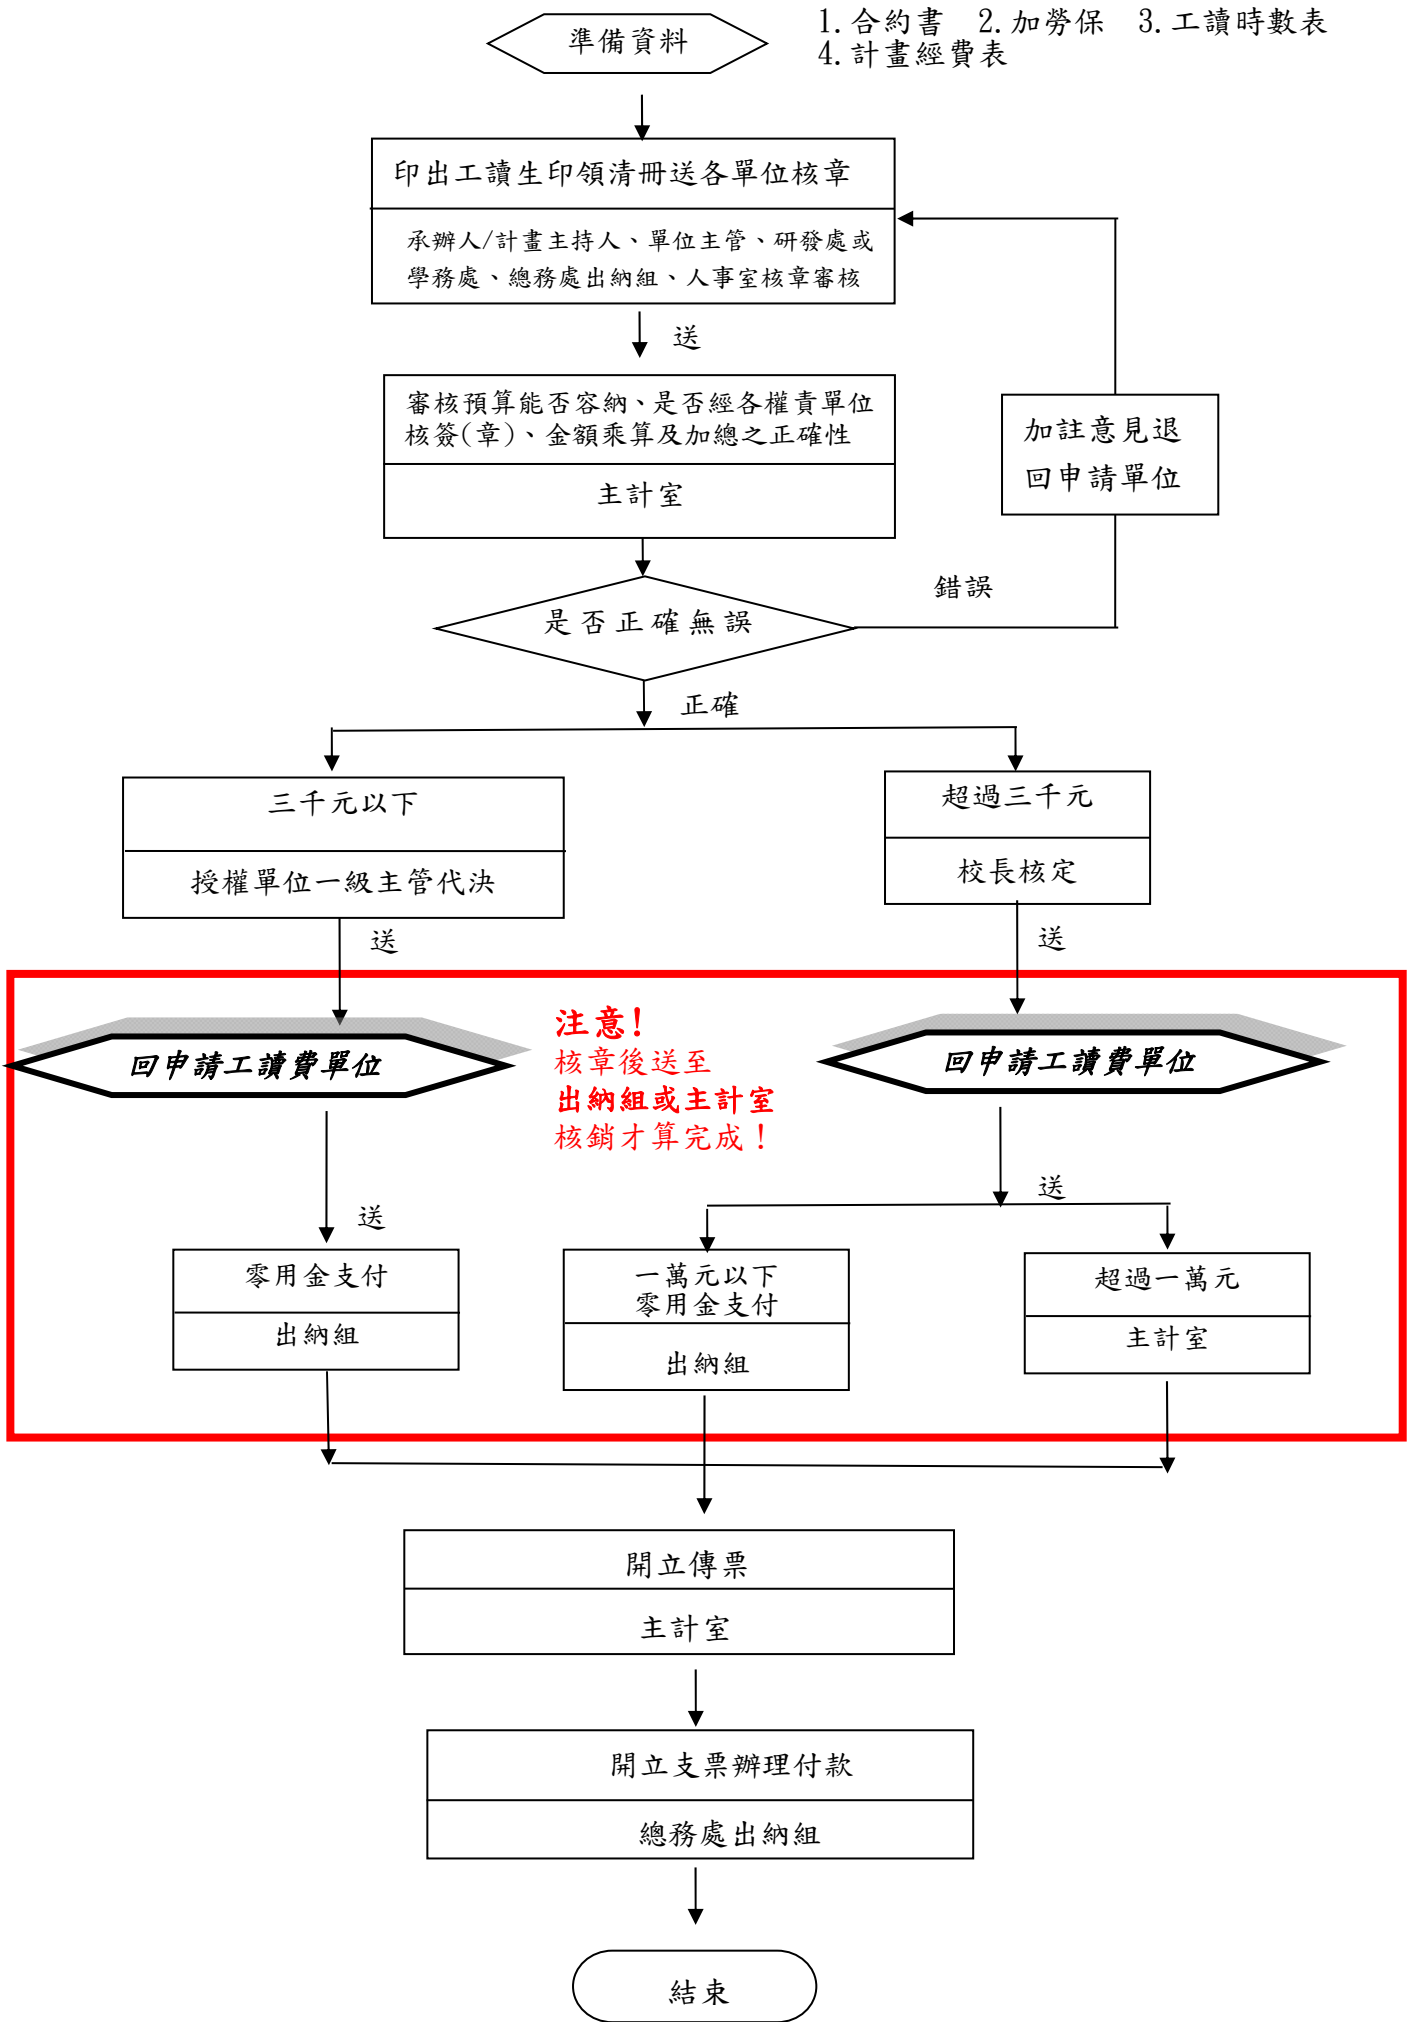 準備資料
1.合約書 2.加勞保 3.工讀時數表
4.計畫經費表
印出工讀生印領清冊送各單位核章
承辦人/計畫主持人、單位主管、研發處或
學務處、總務處出納組、人事室核章審核
送
審核預算能否容納、是否經各權責單位
核簽(章)、金額乘算及加總之正確性
主計室
加註意見退
回申請單位
錯誤
是否正確無誤
正確
三千元以下
授權單位一級主管代決
超過三千元
校長核定
送
送
回申請工讀費單位
注意!
核章後送至
出納組或主計室
核銷才算完成!
回申請工讀費單位
送
送
零用金支付
出納組
一萬元以下
零用金支付
出納組
超過一萬元
主計室
開立傳票
主計室
開立支票辦理付款
總務處出納組
結束